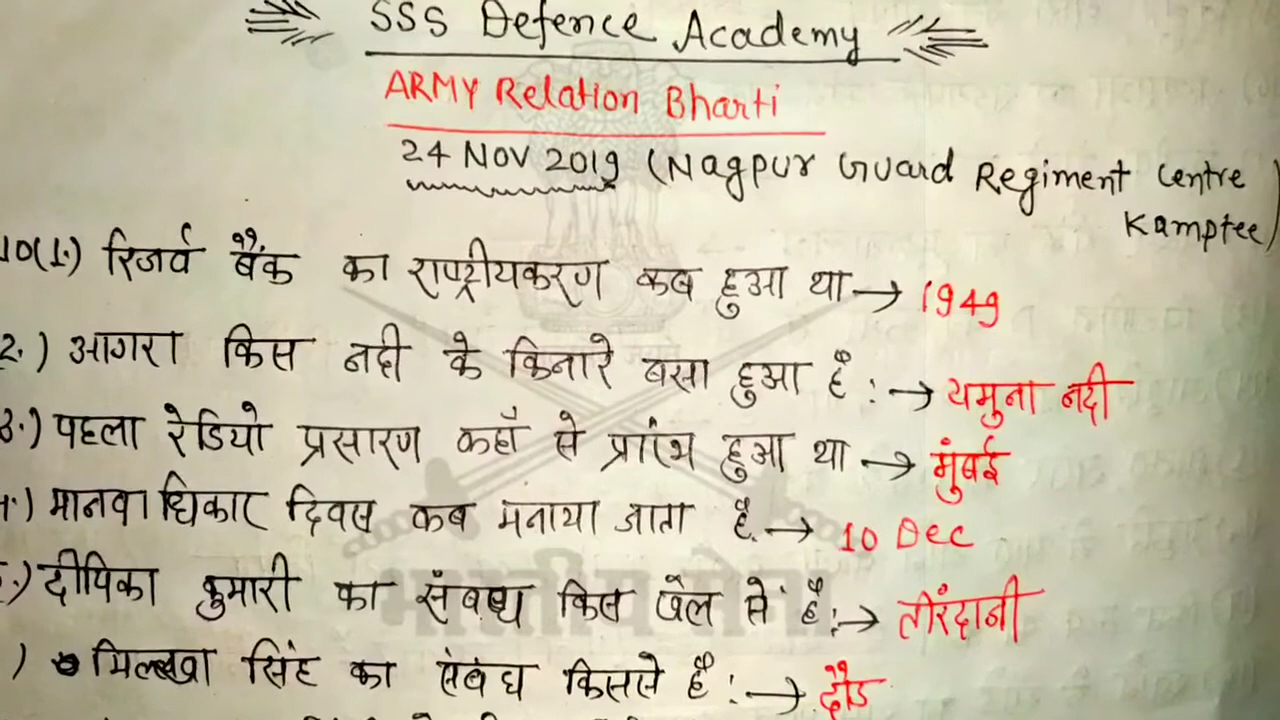 SSS Defence Academy
ARMY Relation Bharti
24 NOV 2019 (Nagpur Guard Regiment Centre
Kamptee)
10(1.) रिजर्व बैंक का राष्ट्रीयकरण कब हुआ था → 1949
2.) आगरा किस नदी के किनारे बसा हुआ है : → यमुना नदी
3.) पहला रेडियो प्रसारण कहाँ से प्रारंभ हुआ था → मुंबई
4.) मानवाधिकार दिवस कब मनाया जाता है. → 10 Dec
5.) दीपिका कुमारी का संबंध किस खेल से है : → तीरंदाजी
) मिल्खा सिंह का संबंध किससे है : → दौड
भारतीय सेना